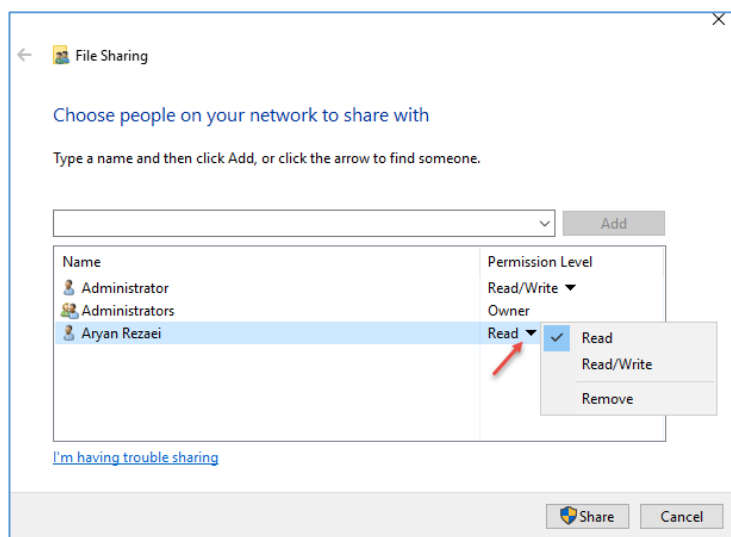 File Sharing
Choose people on your network to share with
Type a name and then click Add, or click the arrow to find someone.
Add
Name Permission Level
Administrator Read/Write
Administrators Owner
Aryan Rezaei Read
Read
Read/Write
Remove
I'm having trouble sharing
Share Cancel